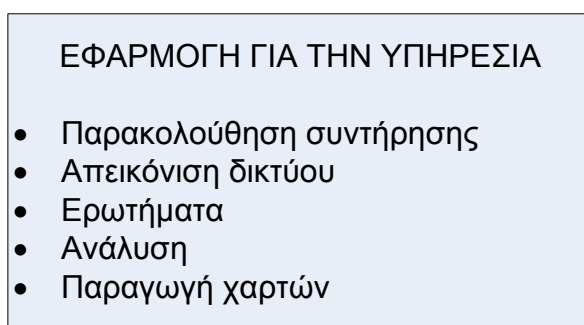 ΕΦΑΡΜΟΓΗ ΓΙΑ ΤΗΝ ΥΠΗΡΕΣΙΑ
• Παρακολούθηση συντήρησης
• Απεικόνιση δικτύου
• Ερωτήματα
• Ανάλυση
• Παραγωγή χαρτών